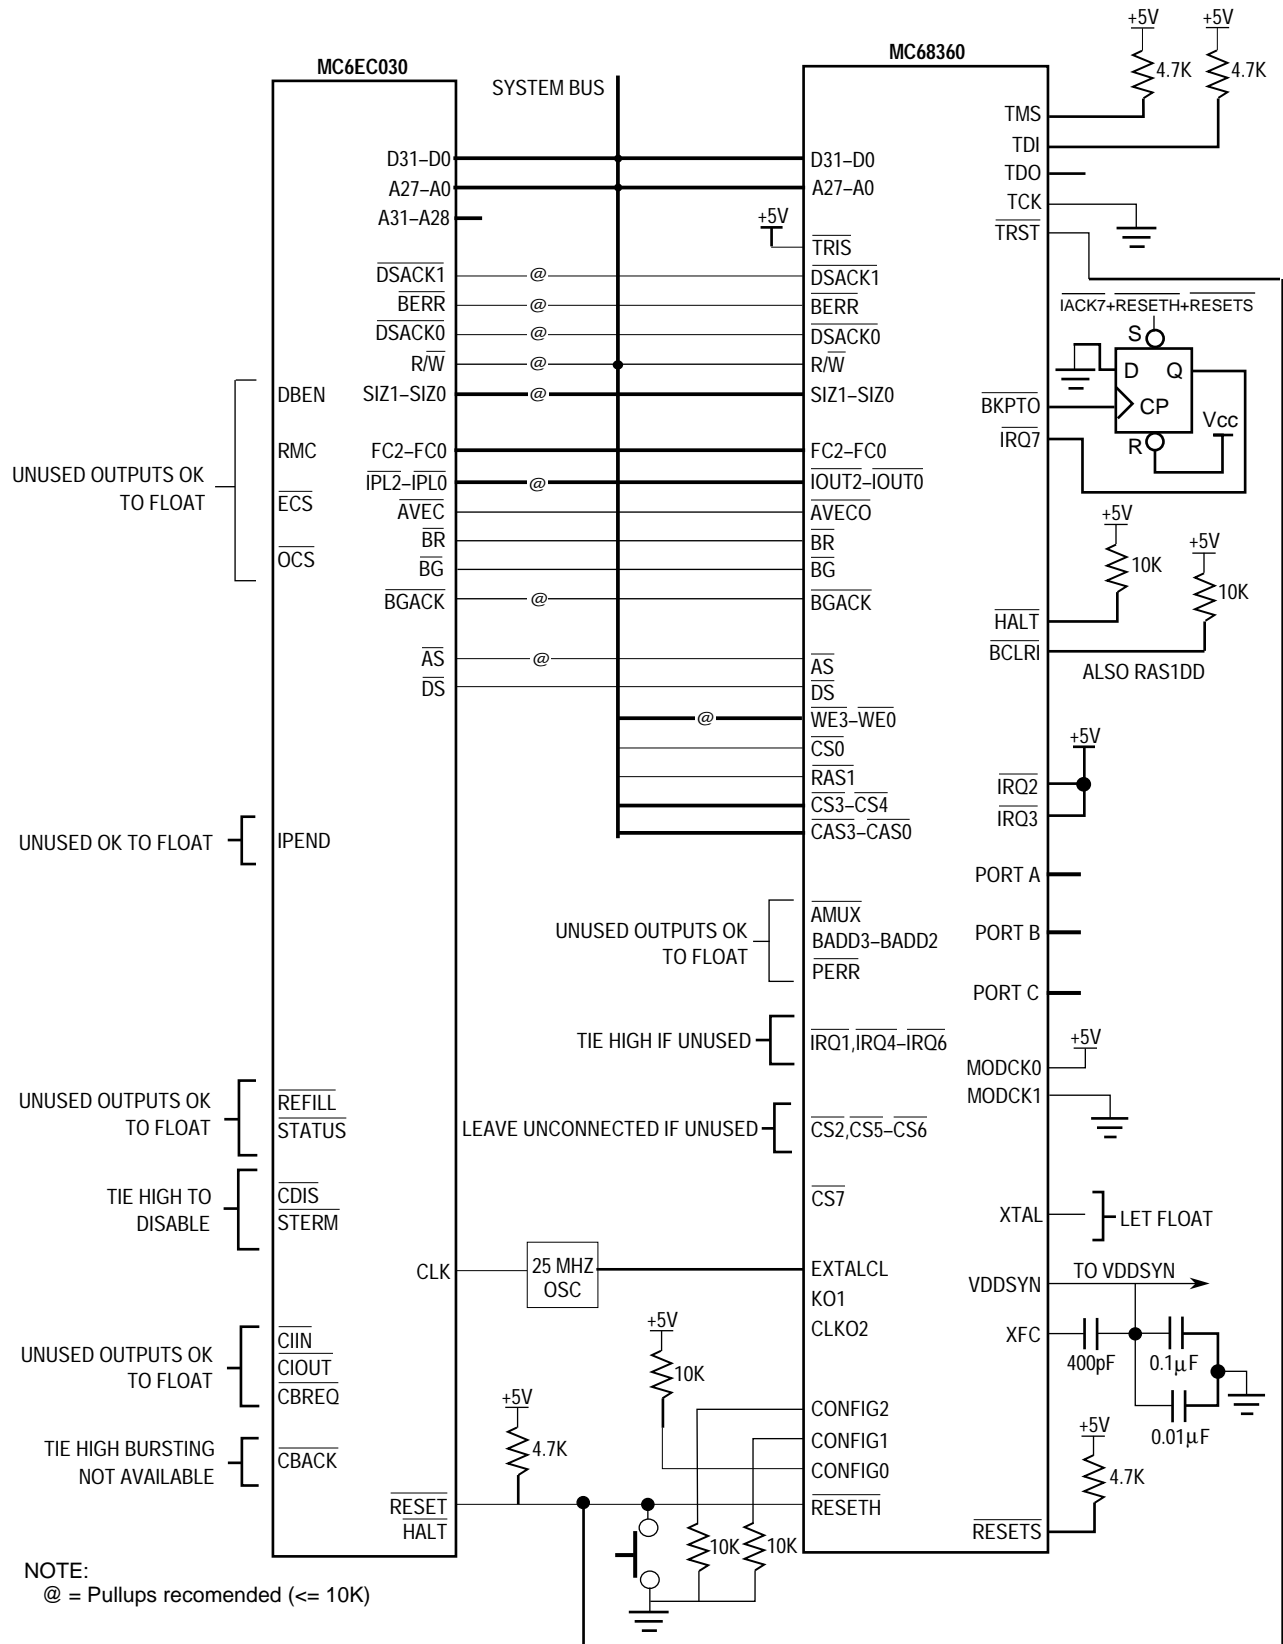 +5V
+5V
MC6EC030
MC68360
SYSTEM BUS
4.7K
4.7K
TMS
TDI
D31–D0
D31–D0
TDO
A27–A0
A27–A0
TCK
A31–A28
+5V
TRST
TRIS
DSACK1
@
DSACK1
IACK7+RESETH+RESETS
BERR
@
BERR
S
DSACK0
@
DSACK0
R/W
@
R/W
D Q
DBEN
SIZ1–SIZ0
@
SIZ1–SIZ0
BKPTO
CP
Vcc
IRQ7
RMC
FC2–FC0
FC2–FC0
R
UNUSED OUTPUTS OK
TO FLOAT
IPL2–IPL0
@
IOUT2–IOUT0
ECS
AVEC
AVECO
+5V
BR
BR
+5V
OCS
BG
BG
10K
BGACK
@
BGACK
10K
HALT
AS
@
AS
BCLRI
DS
DS
ALSO RAS1DD
@
WE3–WE0
CS0
+5V
RAS1
IRQ2
CS3–CS4
IRQ3
CAS3–CAS0
UNUSED OK TO FLOAT
IPEND
PORT A
AMUX
UNUSED OUTPUTS OK
TO FLOAT
BADD3–BADD2
PORT B
PERR
PORT C
TIE HIGH IF UNUSED
IRQ1,IRQ4–IRQ6
+5V
MODCK0
MODCK1
UNUSED OUTPUTS OK
TO FLOAT
REFILL
STATUS
LEAVE UNCONNECTED IF UNUSED
CS2,CS5–CS6
TIE HIGH TO
DISABLE
CDIS
STERM
CS7
XTAL
LET FLOAT
CLK
25 MHZ
OSC
EXTALCL
TO VDDSYN
VDDSYN
KO1
+5V
CLKO2
XFC
UNUSED OUTPUTS OK
TO FLOAT
CIIN
CIOUT
CBREQ
10K
400pF
0.1µF
+5V
CONFIG2
+5V
0.01µF
TIE HIGH BURSTING
NOT AVAILABLE
CBACK
4.7K
CONFIG1
CONFIG0
4.7K
RESET
RESETH
HALT
RESETS
10K
10K
NOTE:
@ = Pullups recomended (<= 10K)